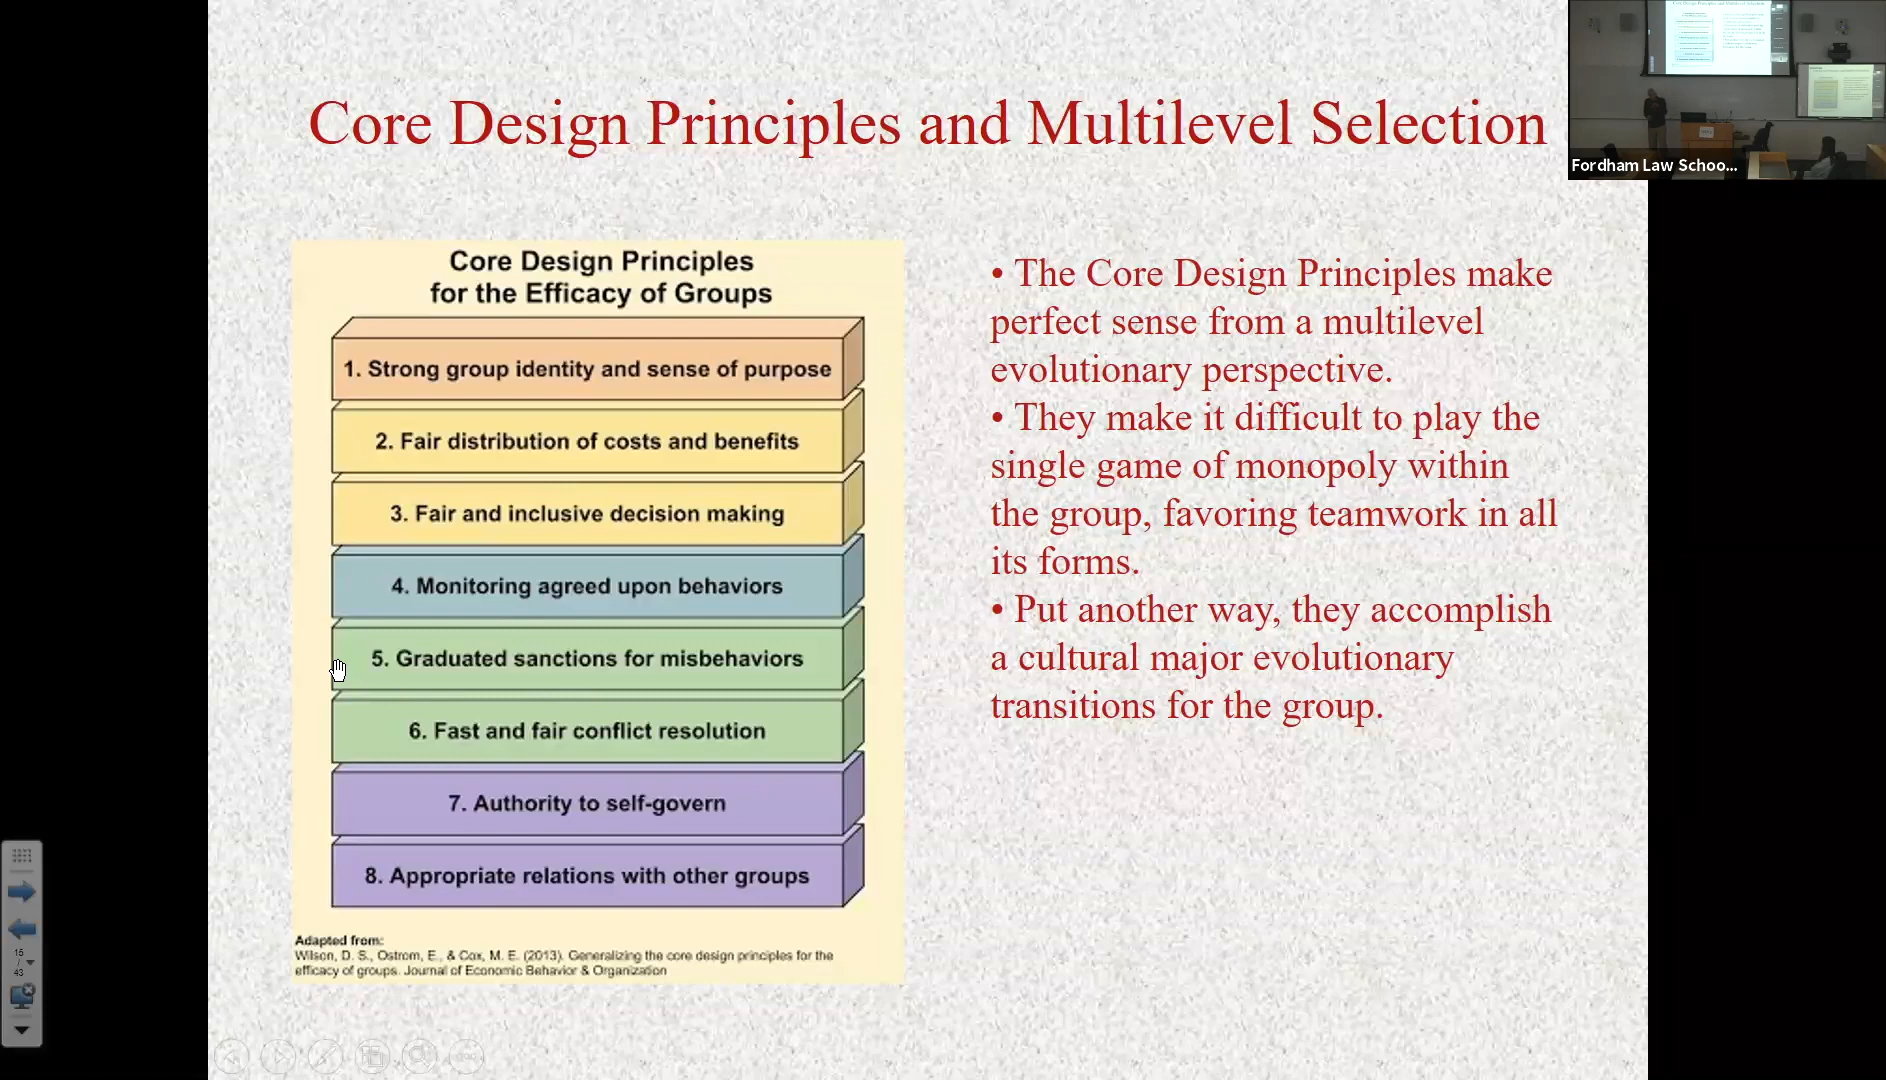 Core Design Principles and Multilevel Selection
Fordham Law Schoo...
Core Design Principles
for the Efficacy of Groups
1. Strong group identity and sense of purpose
2. Fair distribution of costs and benefits
3. Fair and inclusive decision making
4. Monitoring agreed upon behaviors
5. Graduated sanctions for misbehaviors
6. Fast and fair conflict resolution
7. Authority to self-govern
8. Appropriate relations with other groups
Adapted from:
Wilson, D. S., Ostrom, E., & Cox, M. E. (2013). Generalizing the core design principles for the
efficacy of groups. Journal of Economic Behavior & Organization
• The Core Design Principles make
perfect sense from a multilevel
evolutionary perspective.
• They make it difficult to play the
single game of monopoly within
the group, favoring teamwork in all
its forms.
• Put another way, they accomplish
a cultural major evolutionary
transitions for the group.
15
/
43